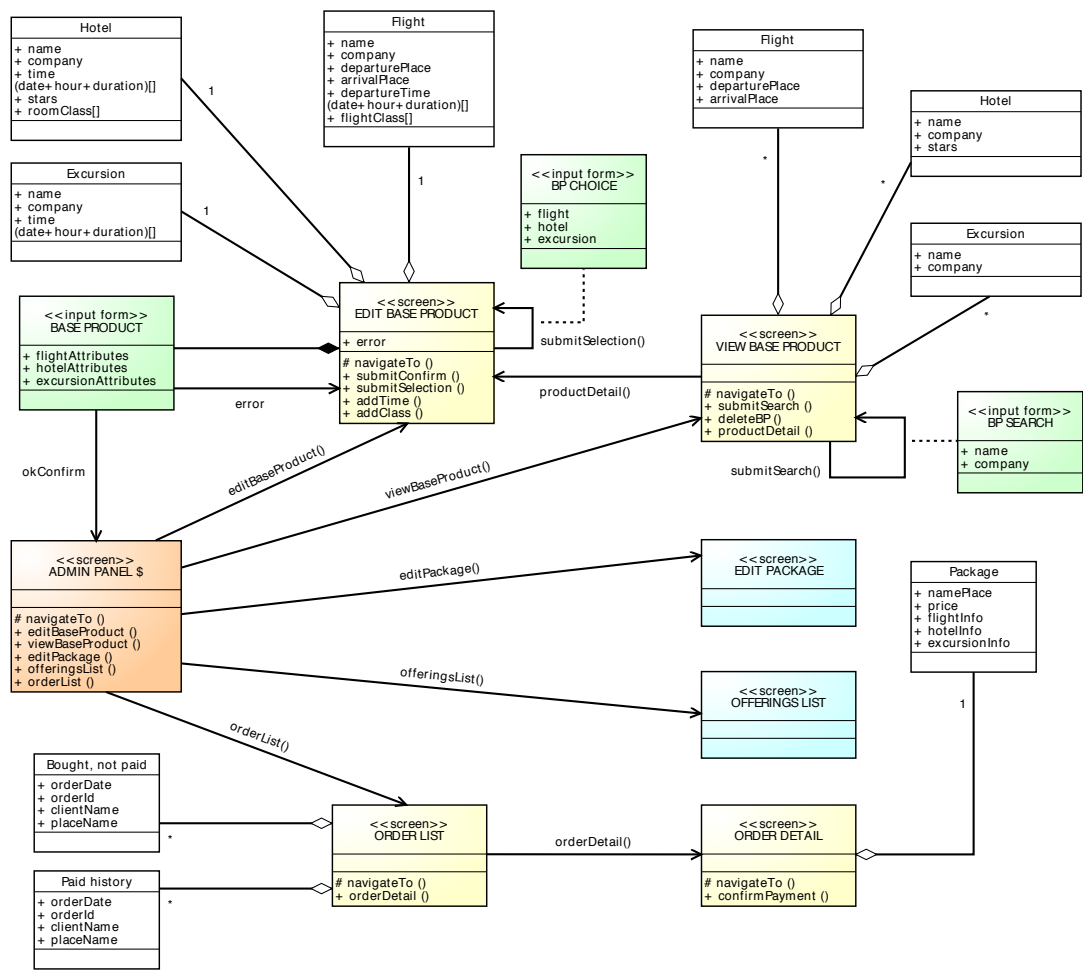 Hotel
+ name
+ company
+ time
(date+hour+duration)[]
+ stars
+ roomClass[]
1
Flight
+ name
+ company
+ departurePlace
+ arrivalPlace
+ departureTime
(date+hour+duration)[]
+ flightClass[]
1
Flight
+ name
+ company
+ departurePlace
+ arrivalPlace
*
Hotel
+ name
+ company
+ stars
*
Excursion
+ name
+ company
+ time
(date+hour+duration)[]
1
<<input form>>
BP CHOICE
+ flight
+ hotel
+ excursion
Excursion
+ name
+ company
*
<<input form>>
BASE PRODUCT
+ flightAttributes
+ hotelAttributes
+ excursionAttributes
<<screen>>
EDIT BASE PRODUCT
+ error
# navigateTo ()
+ submitConfirm ()
+ submitSelection ()
+ addTime ()
+ addClass ()
submitSelection()
<<screen>>
VIEW BASE PRODUCT
# navigateTo ()
+ submitSearch ()
+ deleteBP ()
+ productDetail ()
productDetail()
error
<<input form>>
BP SEARCH
+ name
+ company
submitSearch()
okConfirm
editBaseProduct()
viewBaseProduct()
<<screen>>
ADMIN PANEL $
# navigateTo ()
+ editBaseProduct ()
+ viewBaseProduct ()
+ editPackage ()
+ offeringsList ()
+ orderList ()
editPackage()
<<screen>>
EDIT PACKAGE
Package
+ namePlace
+ price
+ flightInfo
+ hotelInfo
+ excursionInfo
1
offeringsList()
<<screen>>
OFFERINGS LIST
orderList()
Bought, not paid
+ orderDate
+ orderId
+ clientName
+ placeName
*
<<screen>>
ORDER LIST
# navigateTo ()
+ orderDetail ()
orderDetail()
<<screen>>
ORDER DETAIL
# navigateTo ()
+ confirmPayment ()
Paid history
+ orderDate
+ orderId
+ clientName
+ placeName
*